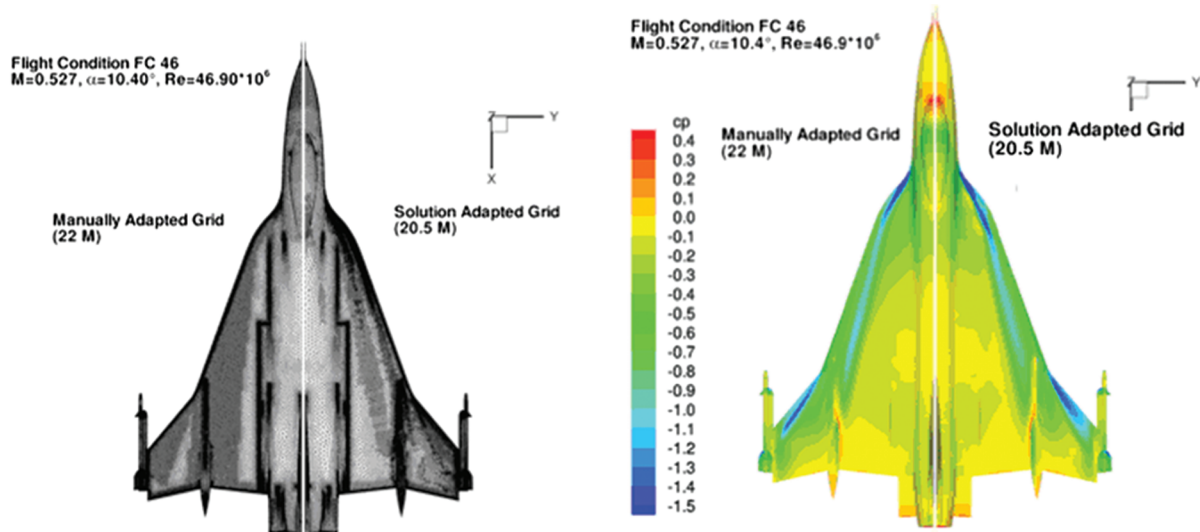 Flight Condition FC 46
M=0.527, α=10.40°, Re=46.90*10⁶
Z
Y
X
Manually Adapted Grid
(22 M)
Solution Adapted Grid
(20.5 M)
Flight Condition FC 46
M=0.527, α=10.4°, Re=46.9*10⁶
Z
Y
cp
0.4
0.3
0.2
0.1
0.0
-0.1
-0.2
-0.3
-0.4
-0.6
-0.7
-0.8
-0.9
-1.0
-1.1
-1.2
-1.3
-1.4
-1.5
Manually Adapted Grid
(22 M)
Solution Adapted Grid
(20.5 M)